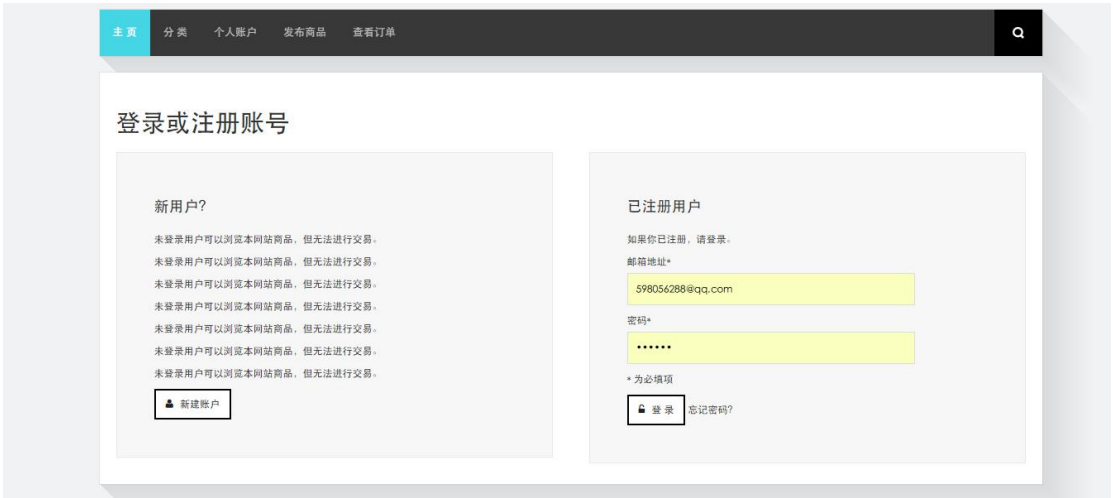 主页 分类 个人账户 发布商品 查看订单
登录或注册账号
新用户?
未登录用户可以浏览本网站商品，但无法进行交易。
未登录用户可以浏览本网站商品，但无法进行交易。
未登录用户可以浏览本网站商品，但无法进行交易。
未登录用户可以浏览本网站商品，但无法进行交易。
未登录用户可以浏览本网站商品，但无法进行交易。
未登录用户可以浏览本网站商品，但无法进行交易。
未登录用户可以浏览本网站商品，但无法进行交易。
新建账户
已注册用户
如果你已注册，请登录。
邮箱地址*
598056288@qq.com
密码*
••••••
* 为必填项
登录 忘记密码?